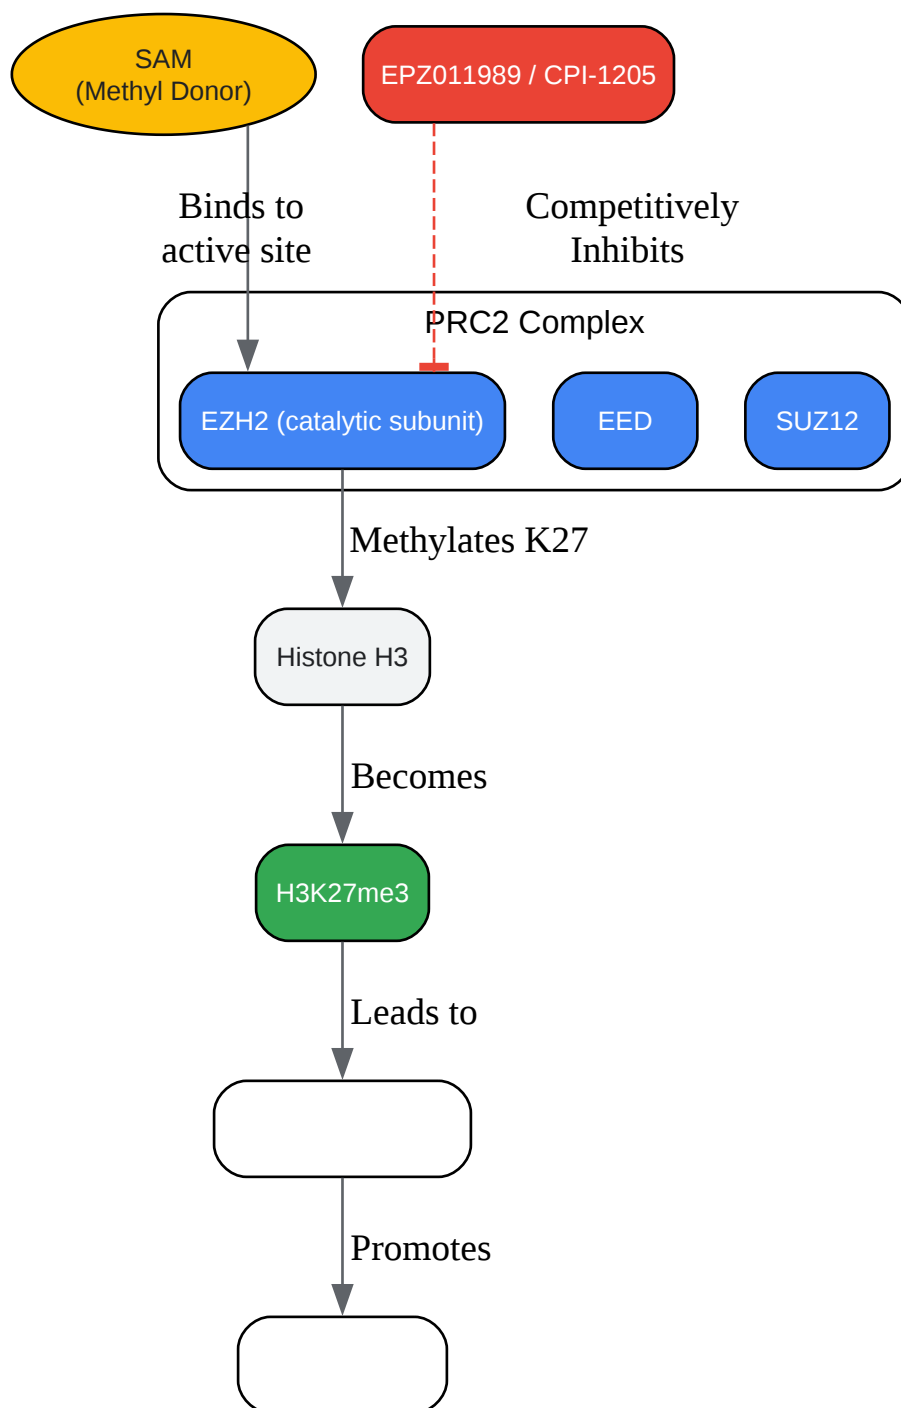 SAM
(Methyl Donor)
EPZ011989 / CPI-1205
Binds to
active site
Competitively
Inhibits
PRC2 Complex
EZH2 (catalytic subunit)
EED
SUZ12
Methylates K27
Histone H3
Becomes
H3K27me3
Leads to
Promotes